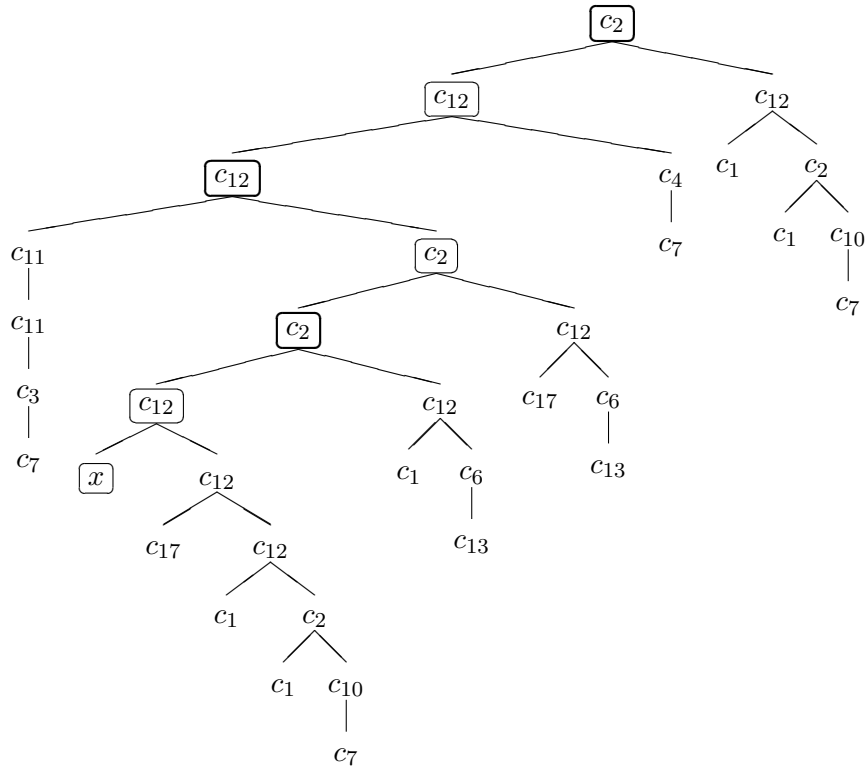 c₂
c₁₂ c₁₂
c₁₂ c₄ c₁ c₂
c₁₁ c₂ c₇ c₁ c₁₀
c₁₁ c₂ c₁₂ c₇
c₃ c₁₂ c₁₂ c₁₇ c₆
c₇ x c₁₂ c₁ c₆ c₁₃
c₁₇ c₁₂ c₁₃
c₁ c₂
c₁ c₁₀
c₇